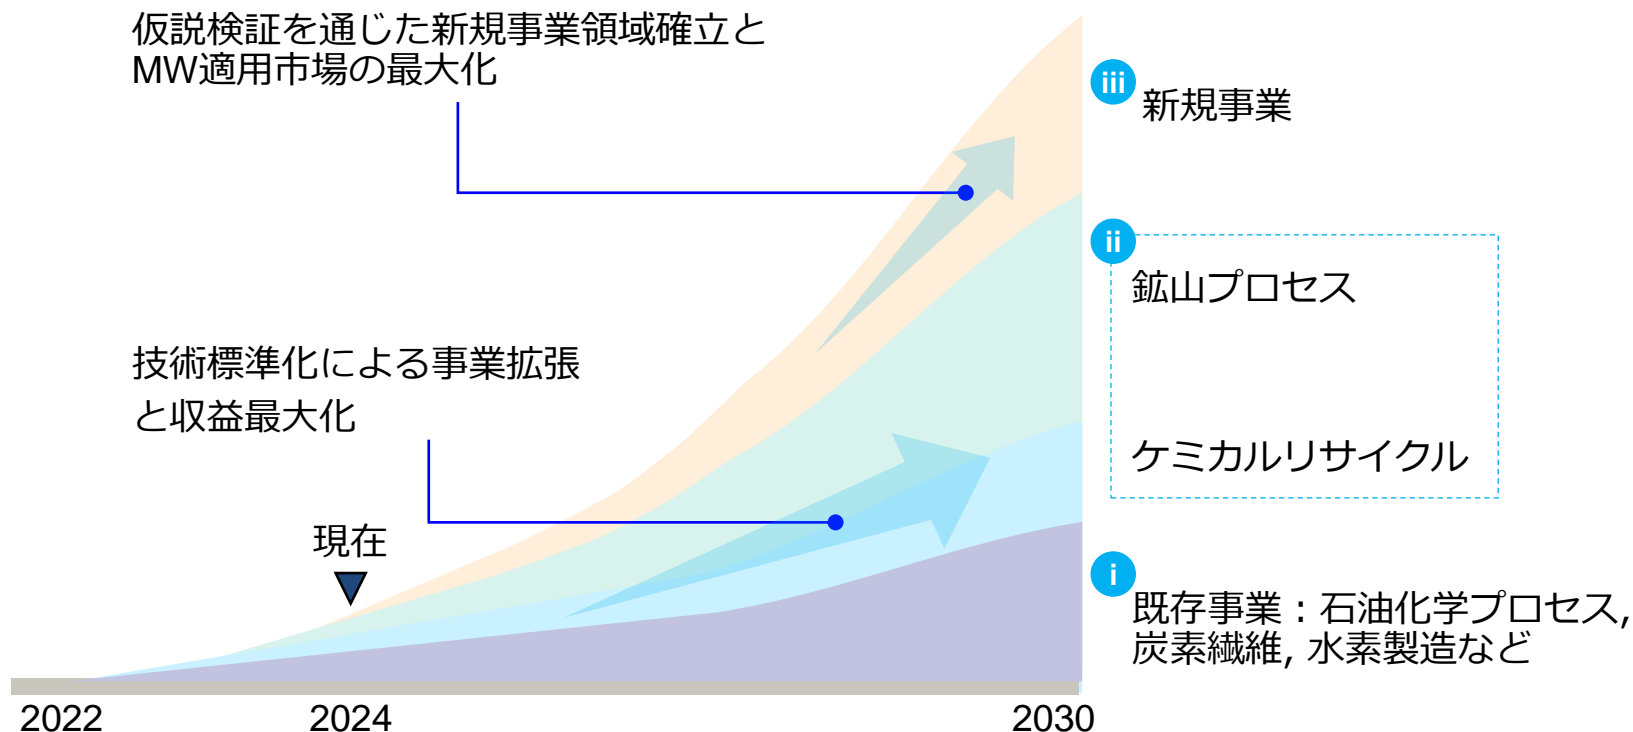 仮説検証を通じた新規事業領域確立と
MW適用市場の最大化
iii
新規事業
ii
鉱山プロセス
技術標準化による事業拡張
と収益最大化
ケミカルリサイクル
現在
i
既存事業：石油化学プロセス,
炭素繊維, 水素製造など
2022
2024
2030